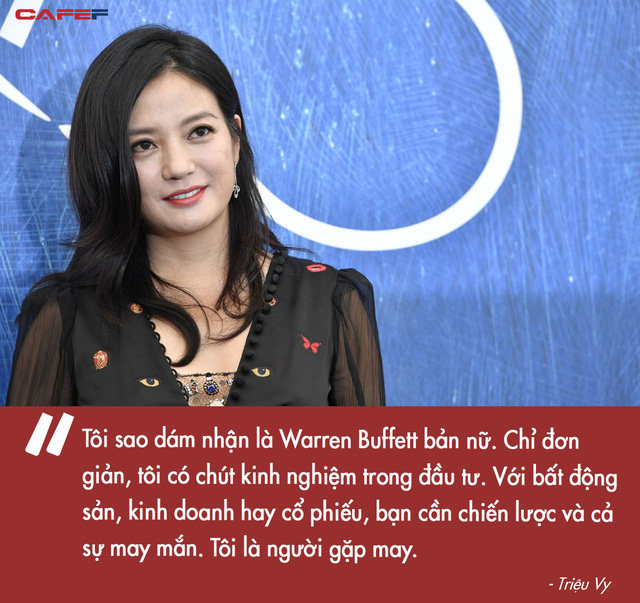 CAFEF
Tôi sao dám nhận là Warren Buffett bản nữ. Chỉ đơn
giản, tôi có chút kinh nghiệm trong đầu tư. Với bất động
sản, kinh doanh hay cổ phiếu, bạn cần chiến lược và cả
sự may mắn. Tôi là người gặp may.
- Triệu Vy